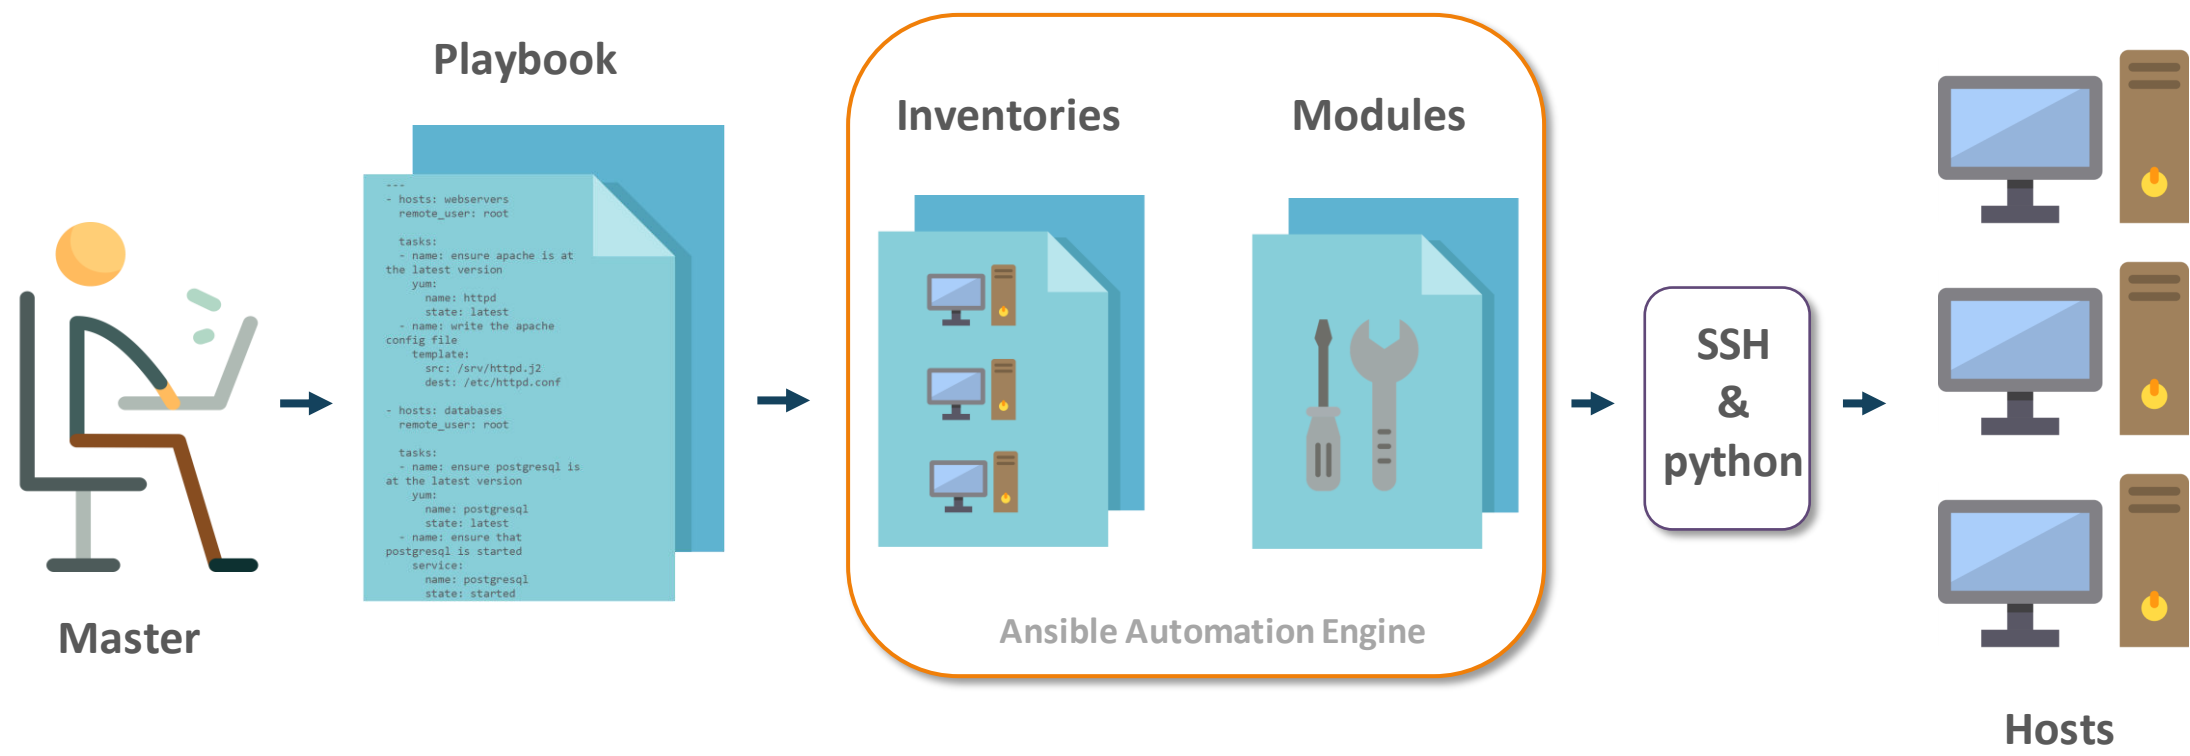 Playbook
---
- hosts: webservers
  remote_user: root
  tasks:
  - name: ensure apache is at
the latest version
    yum:
      name: httpd
      state: latest
  - name: write the apache
config file
    template:
      src: /srv/httpd.j2
      dest: /etc/httpd.conf
- hosts: databases
  remote_user: root
  tasks:
  - name: ensure postgresql is
at the latest version
    yum:
      name: postgresql
      state: latest
  - name: ensure that
postgresql is started
    service:
      name: postgresql
      state: started
Master
Inventories
Modules
Ansible Automation Engine
SSH
&
python
Hosts